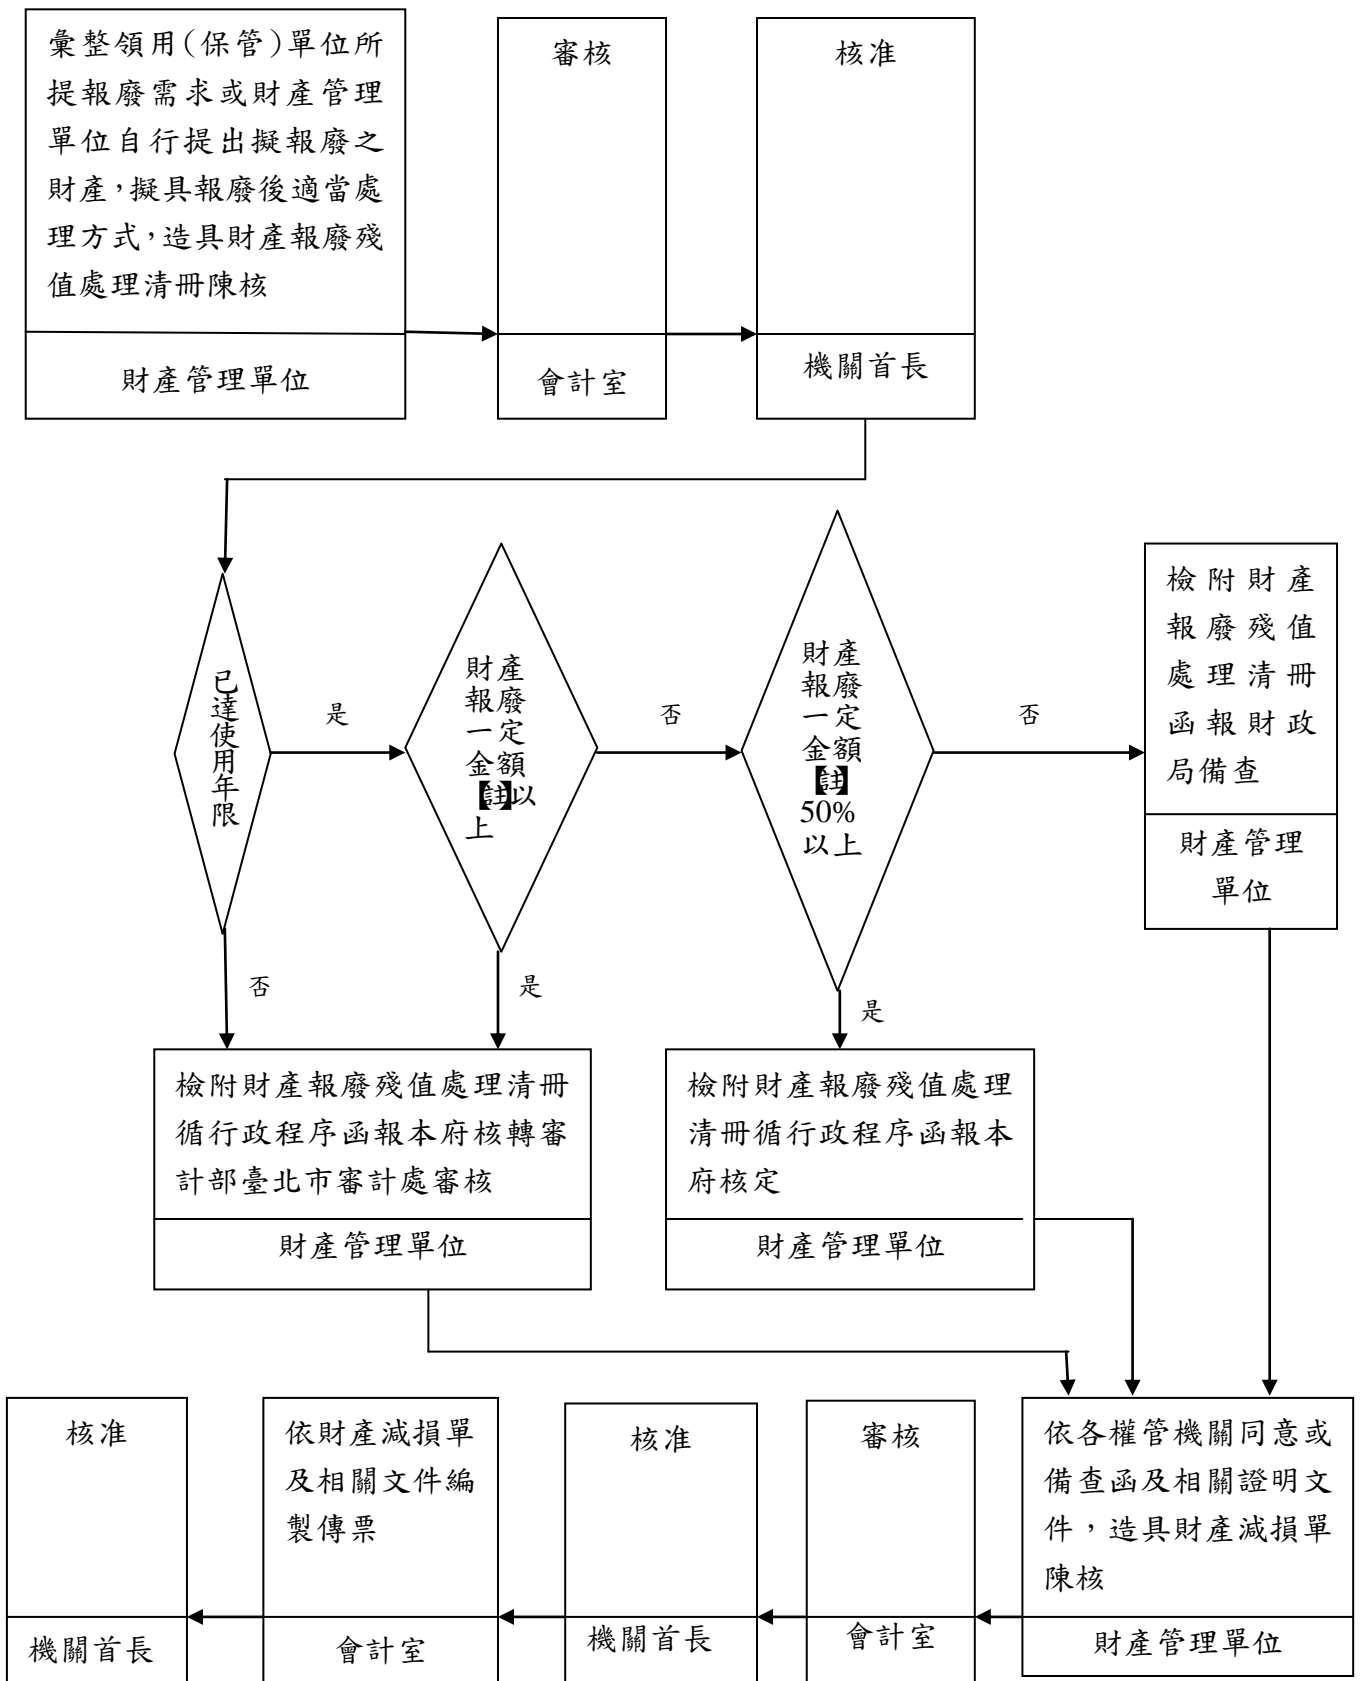 彙整領用(保管)單位所
提報廢需求或財產管理
單位自行提出擬報廢之
財產，擬具報廢後適當處
理方式，造具財產報廢殘
值處理清冊陳核
財產管理單位
審核
會計室
核准
機關首長
已達使用年限
是
否
財產
報廢
一定
金額
【註】以
上
否
是
財產
報廢
一定
金額
【註】
50%
以上
否
是
檢附財產
報廢殘值
處理清冊
函報財政
局備查
財產管理
單位
檢附財產報廢殘值處理清冊
循行政程序函報本府核轉審
計部臺北市審計處審核
財產管理單位
檢附財產報廢殘值處理
清冊循行政程序函報本
府核定
財產管理單位
依各權管機關同意或
備查函及相關證明文
件，造具財產減損單
陳核
財產管理單位
審核
會計室
核准
機關首長
依財產減損單
及相關文件編
製傳票
會計室
核准
機關首長